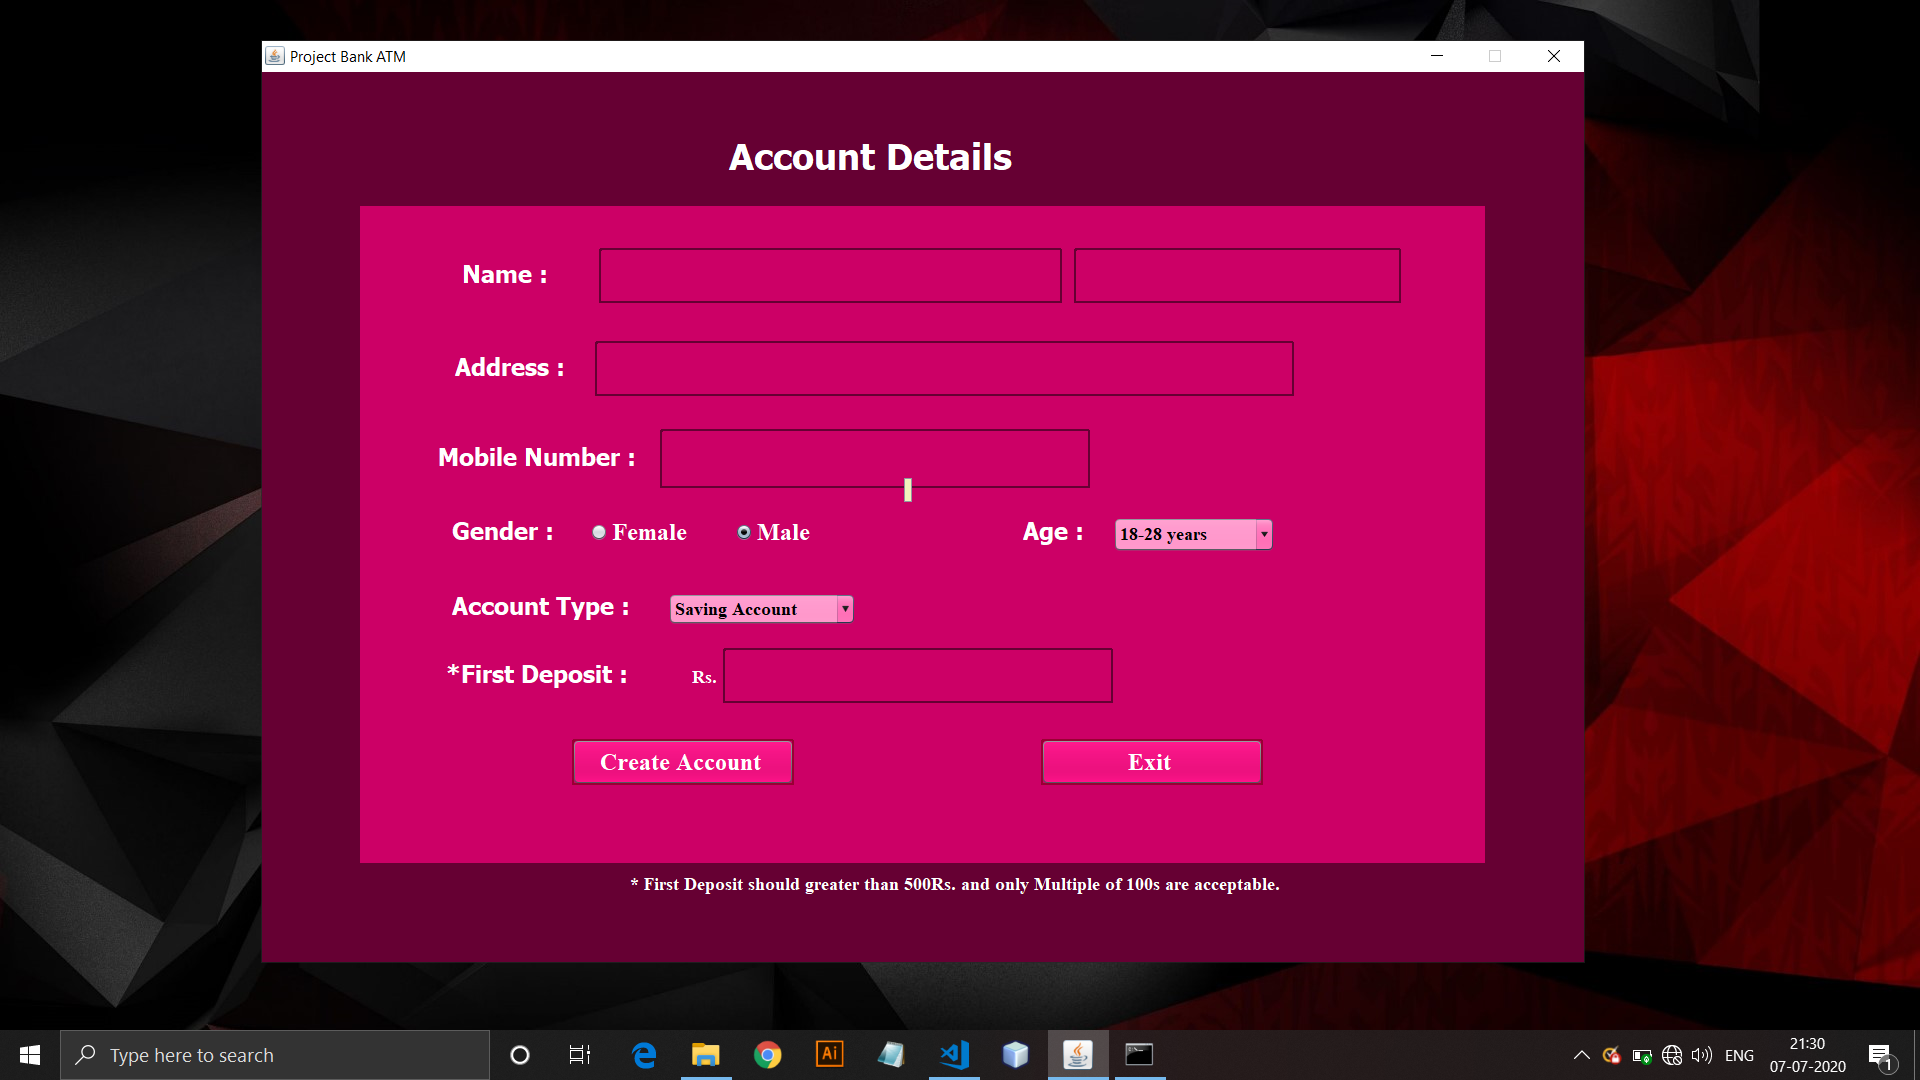 Project Bank ATM
Account Details
Name :
Address :
Mobile Number :
Gender : Female Male Age : 18-28 years
Account Type : Saving Account
*First Deposit : Rs.
Create Account Exit
* First Deposit should greater than 500Rs. and only Multiple of 100s are acceptable.
Type here to search Ai ENG 21:30
07-07-2020 1